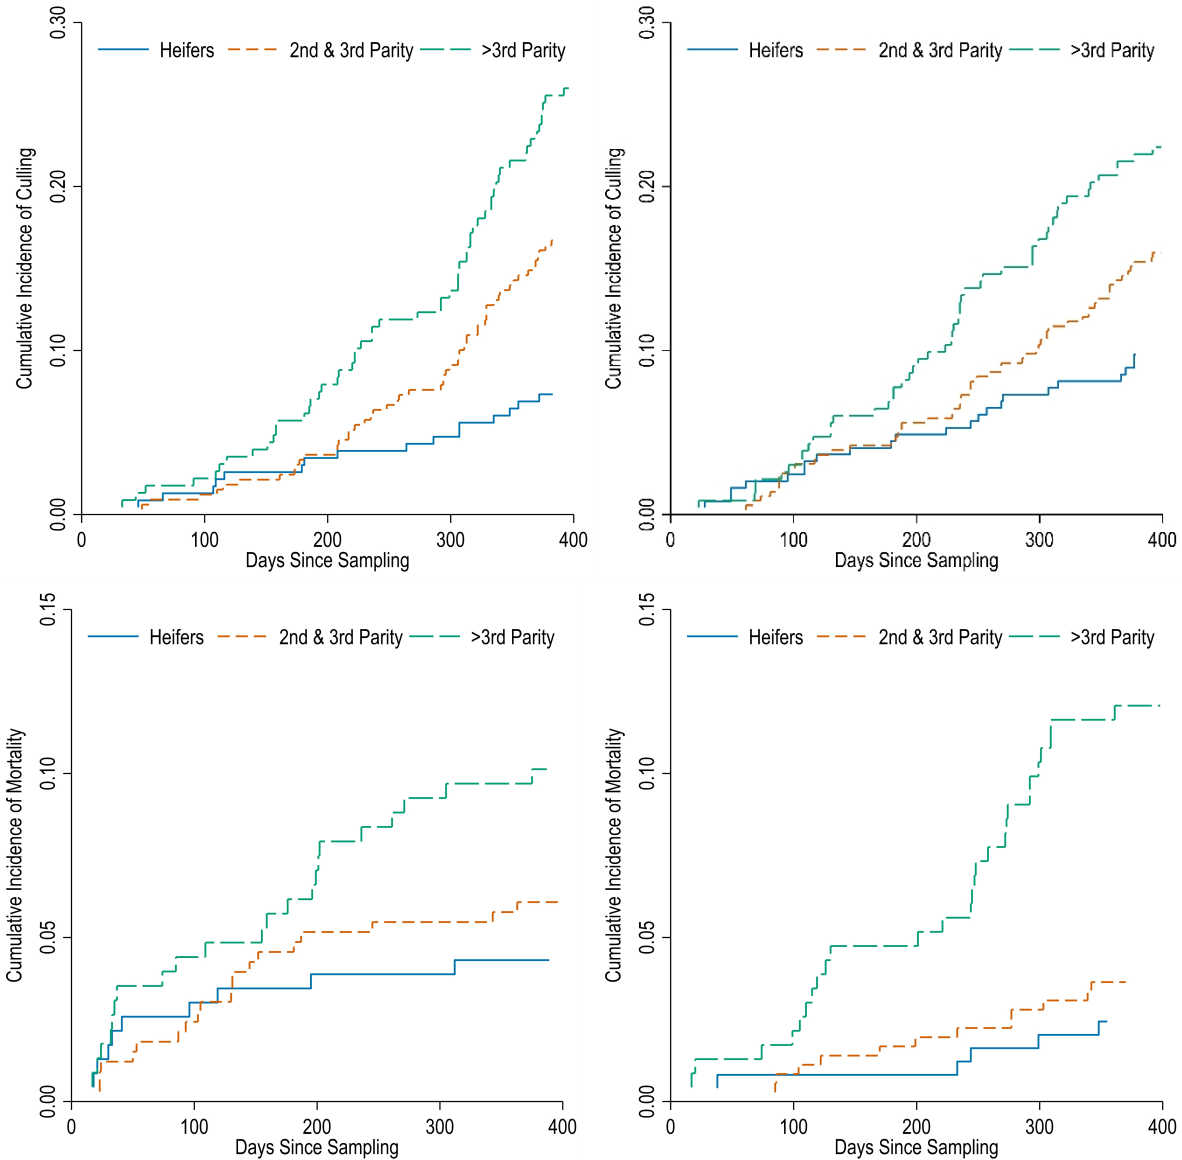 0.30
Heifers
2nd & 3rd Parity
>3rd Parity
0.20
0.10
0.00
Cumulative Incidence of Culling
0 100 200 300 400
Days Since Sampling
0.30
Heifers
2nd & 3rd Parity
>3rd Parity
0.20
0.10
0.00
Cumulative Incidence of Culling
0 100 200 300 400
Days Since Sampling
0.15
Heifers
2nd & 3rd Parity
>3rd Parity
0.10
0.05
0.00
Cumulative Incidence of Mortality
0 100 200 300 400
Days Since Sampling
0.15
Heifers
2nd & 3rd Parity
>3rd Parity
0.10
0.05
0.00
Cumulative Incidence of Mortality
0 100 200 300 400
Days Since Sampling